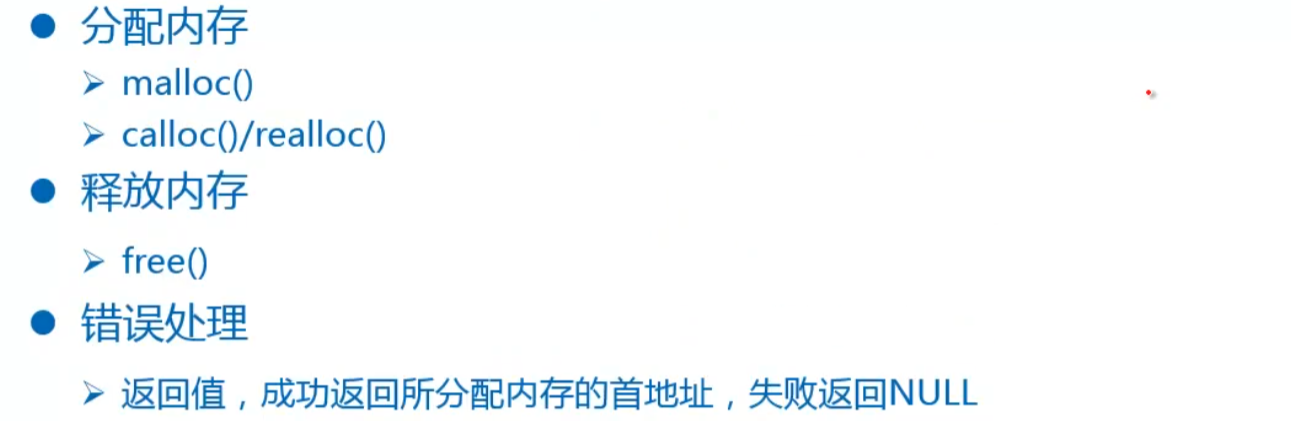 分配内存
malloc()
calloc()/realloc()
释放内存
free()
错误处理
返回值，成功返回所分配内存的首地址，失败返回NULL